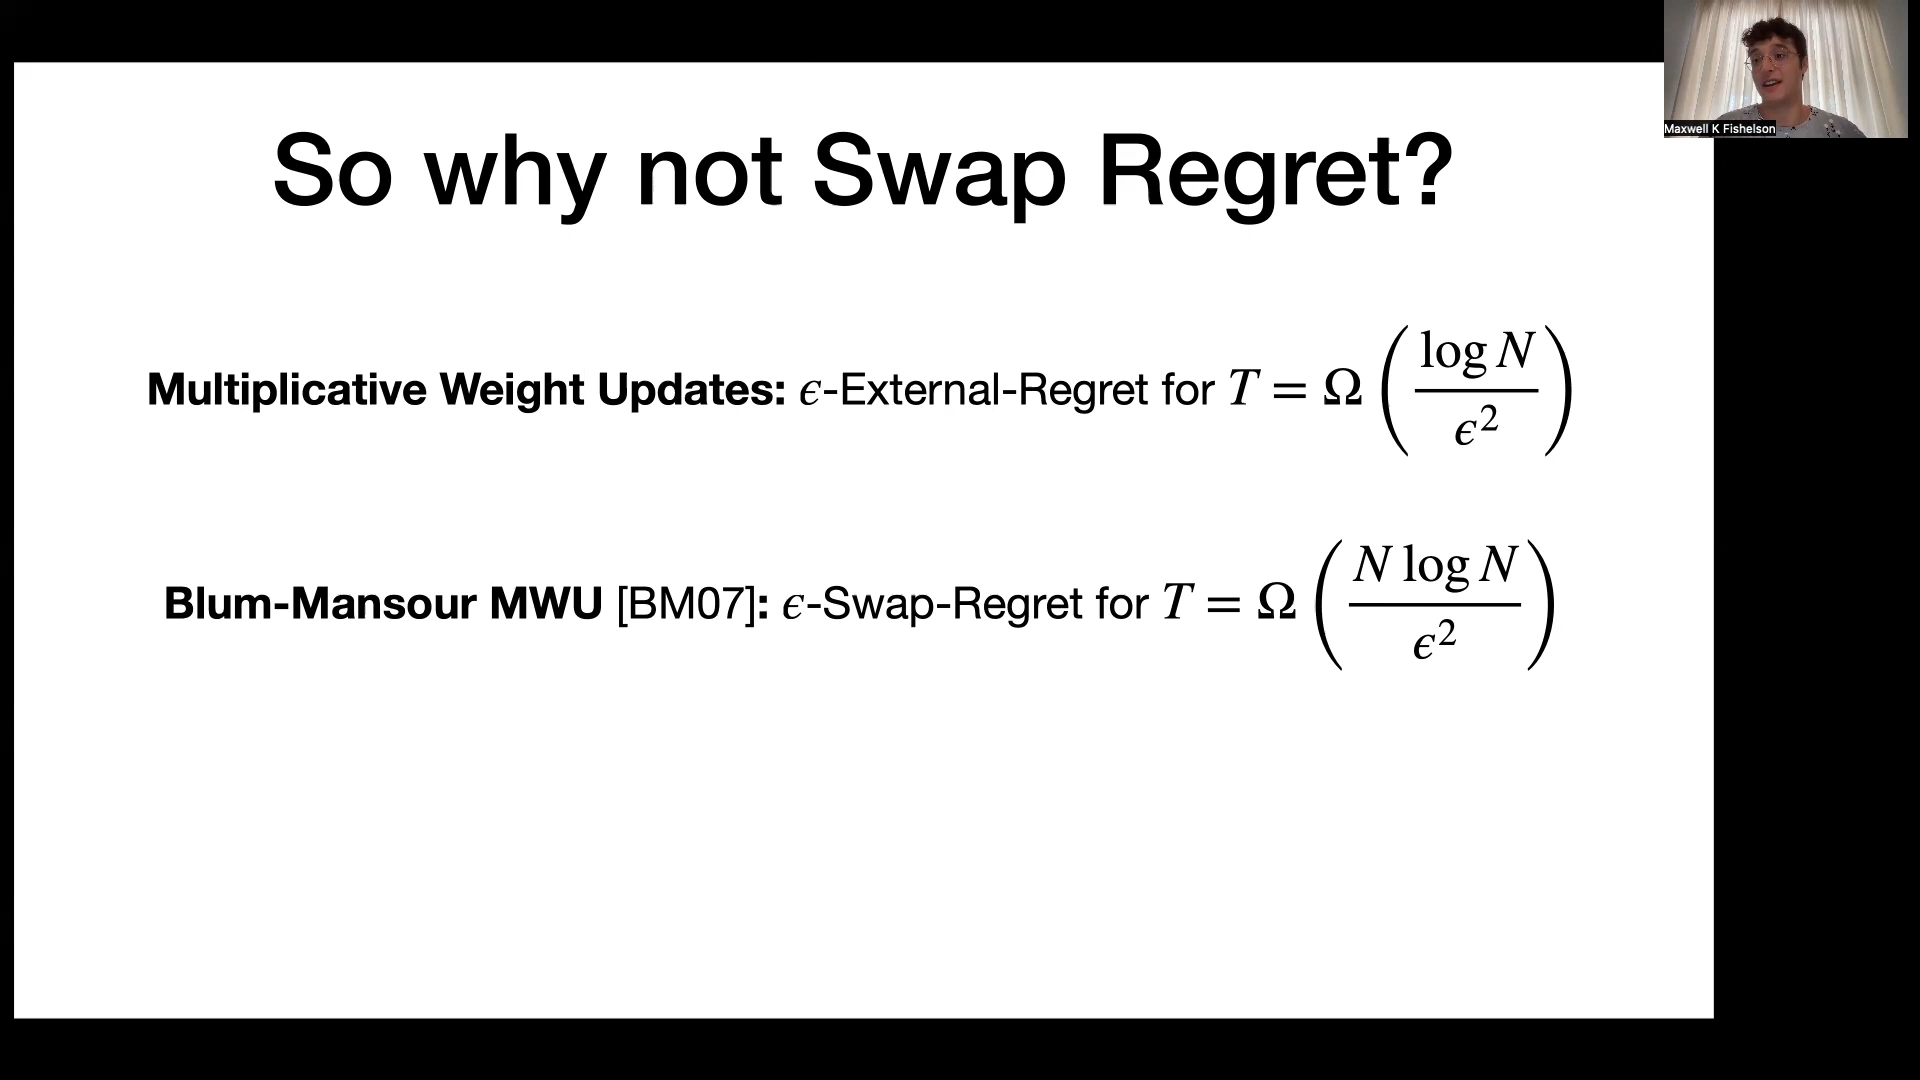 Maxwell K Fishelson
So why not Swap Regret?
Multiplicative Weight Updates: ϵ-External-Regret for T = Ω (log N / ϵ²)
Blum-Mansour MWU [BM07]: ϵ-Swap-Regret for T = Ω (N log N / ϵ²)